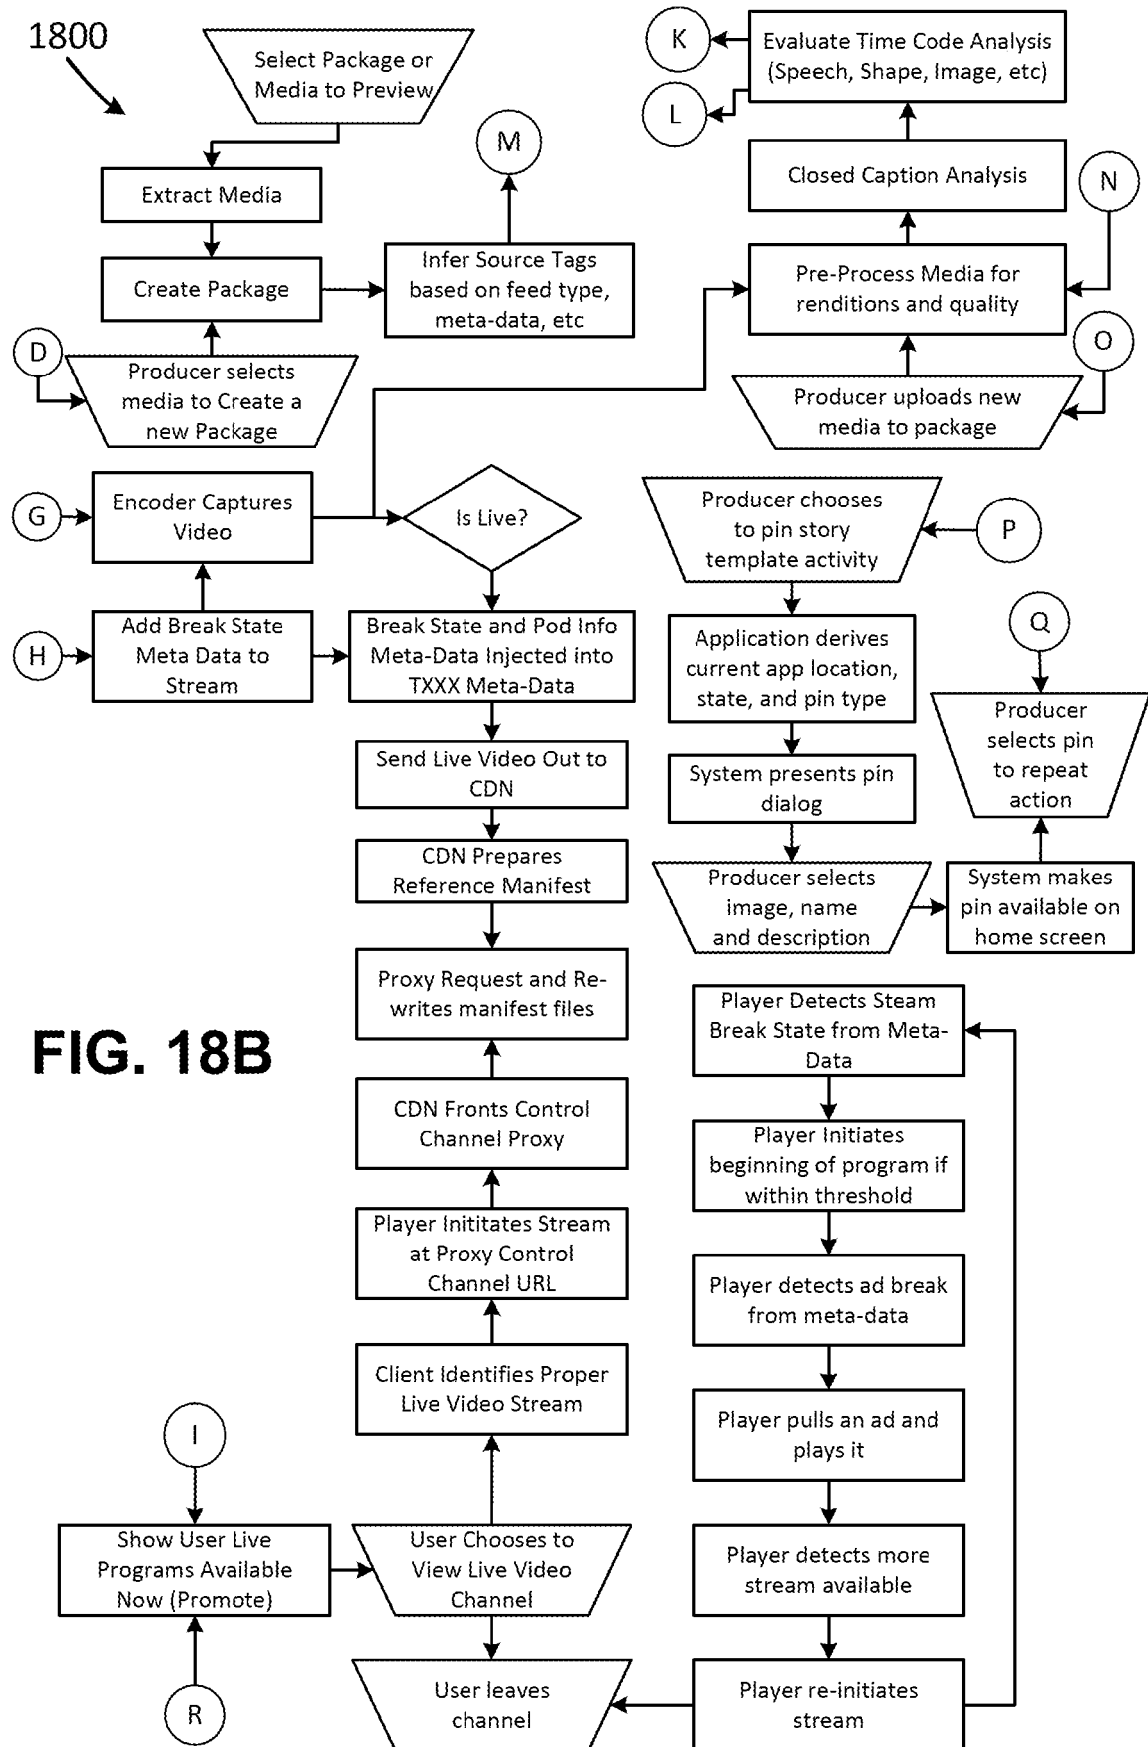 1800
Select Package or
Media to Preview
Extract Media
Create Package
Infer Source Tags
based on feed type,
meta-data, etc
M
D
Producer selects
media to Create a
new Package
K
L
Evaluate Time Code Analysis
(Speech, Shape, Image, etc)
Closed Caption Analysis
N
Pre-Process Media for
renditions and quality
O
Producer uploads new
media to package
G
Encoder Captures
Video
Is Live?
H
Add Break State
Meta Data to
Stream
Break State and Pod Info
Meta-Data Injected into
TXXX Meta-Data
Send Live Video Out to
CDN
CDN Prepares
Reference Manifest
Proxy Request and Re-
writes manifest files
CDN Fronts Control
Channel Proxy
Player Inititates Stream
at Proxy Control
Channel URL
Client Identifies Proper
Live Video Stream
I
Show User Live
Programs Available
Now (Promote)
R
User Chooses to
View Live Video
Channel
User leaves
channel
Producer chooses
to pin story
template activity
P
Application derives
current app location,
state, and pin type
System presents pin
dialog
Producer selects
image, name
and description
System makes
pin available on
home screen
Q
Producer
selects pin
to repeat
action
Player Detects Steam
Break State from Meta-
Data
Player Initiates
beginning of program if
within threshold
Player detects ad break
from meta-data
Player pulls an ad and
plays it
Player detects more
stream available
Player re-initiates
stream
FIG. 18B